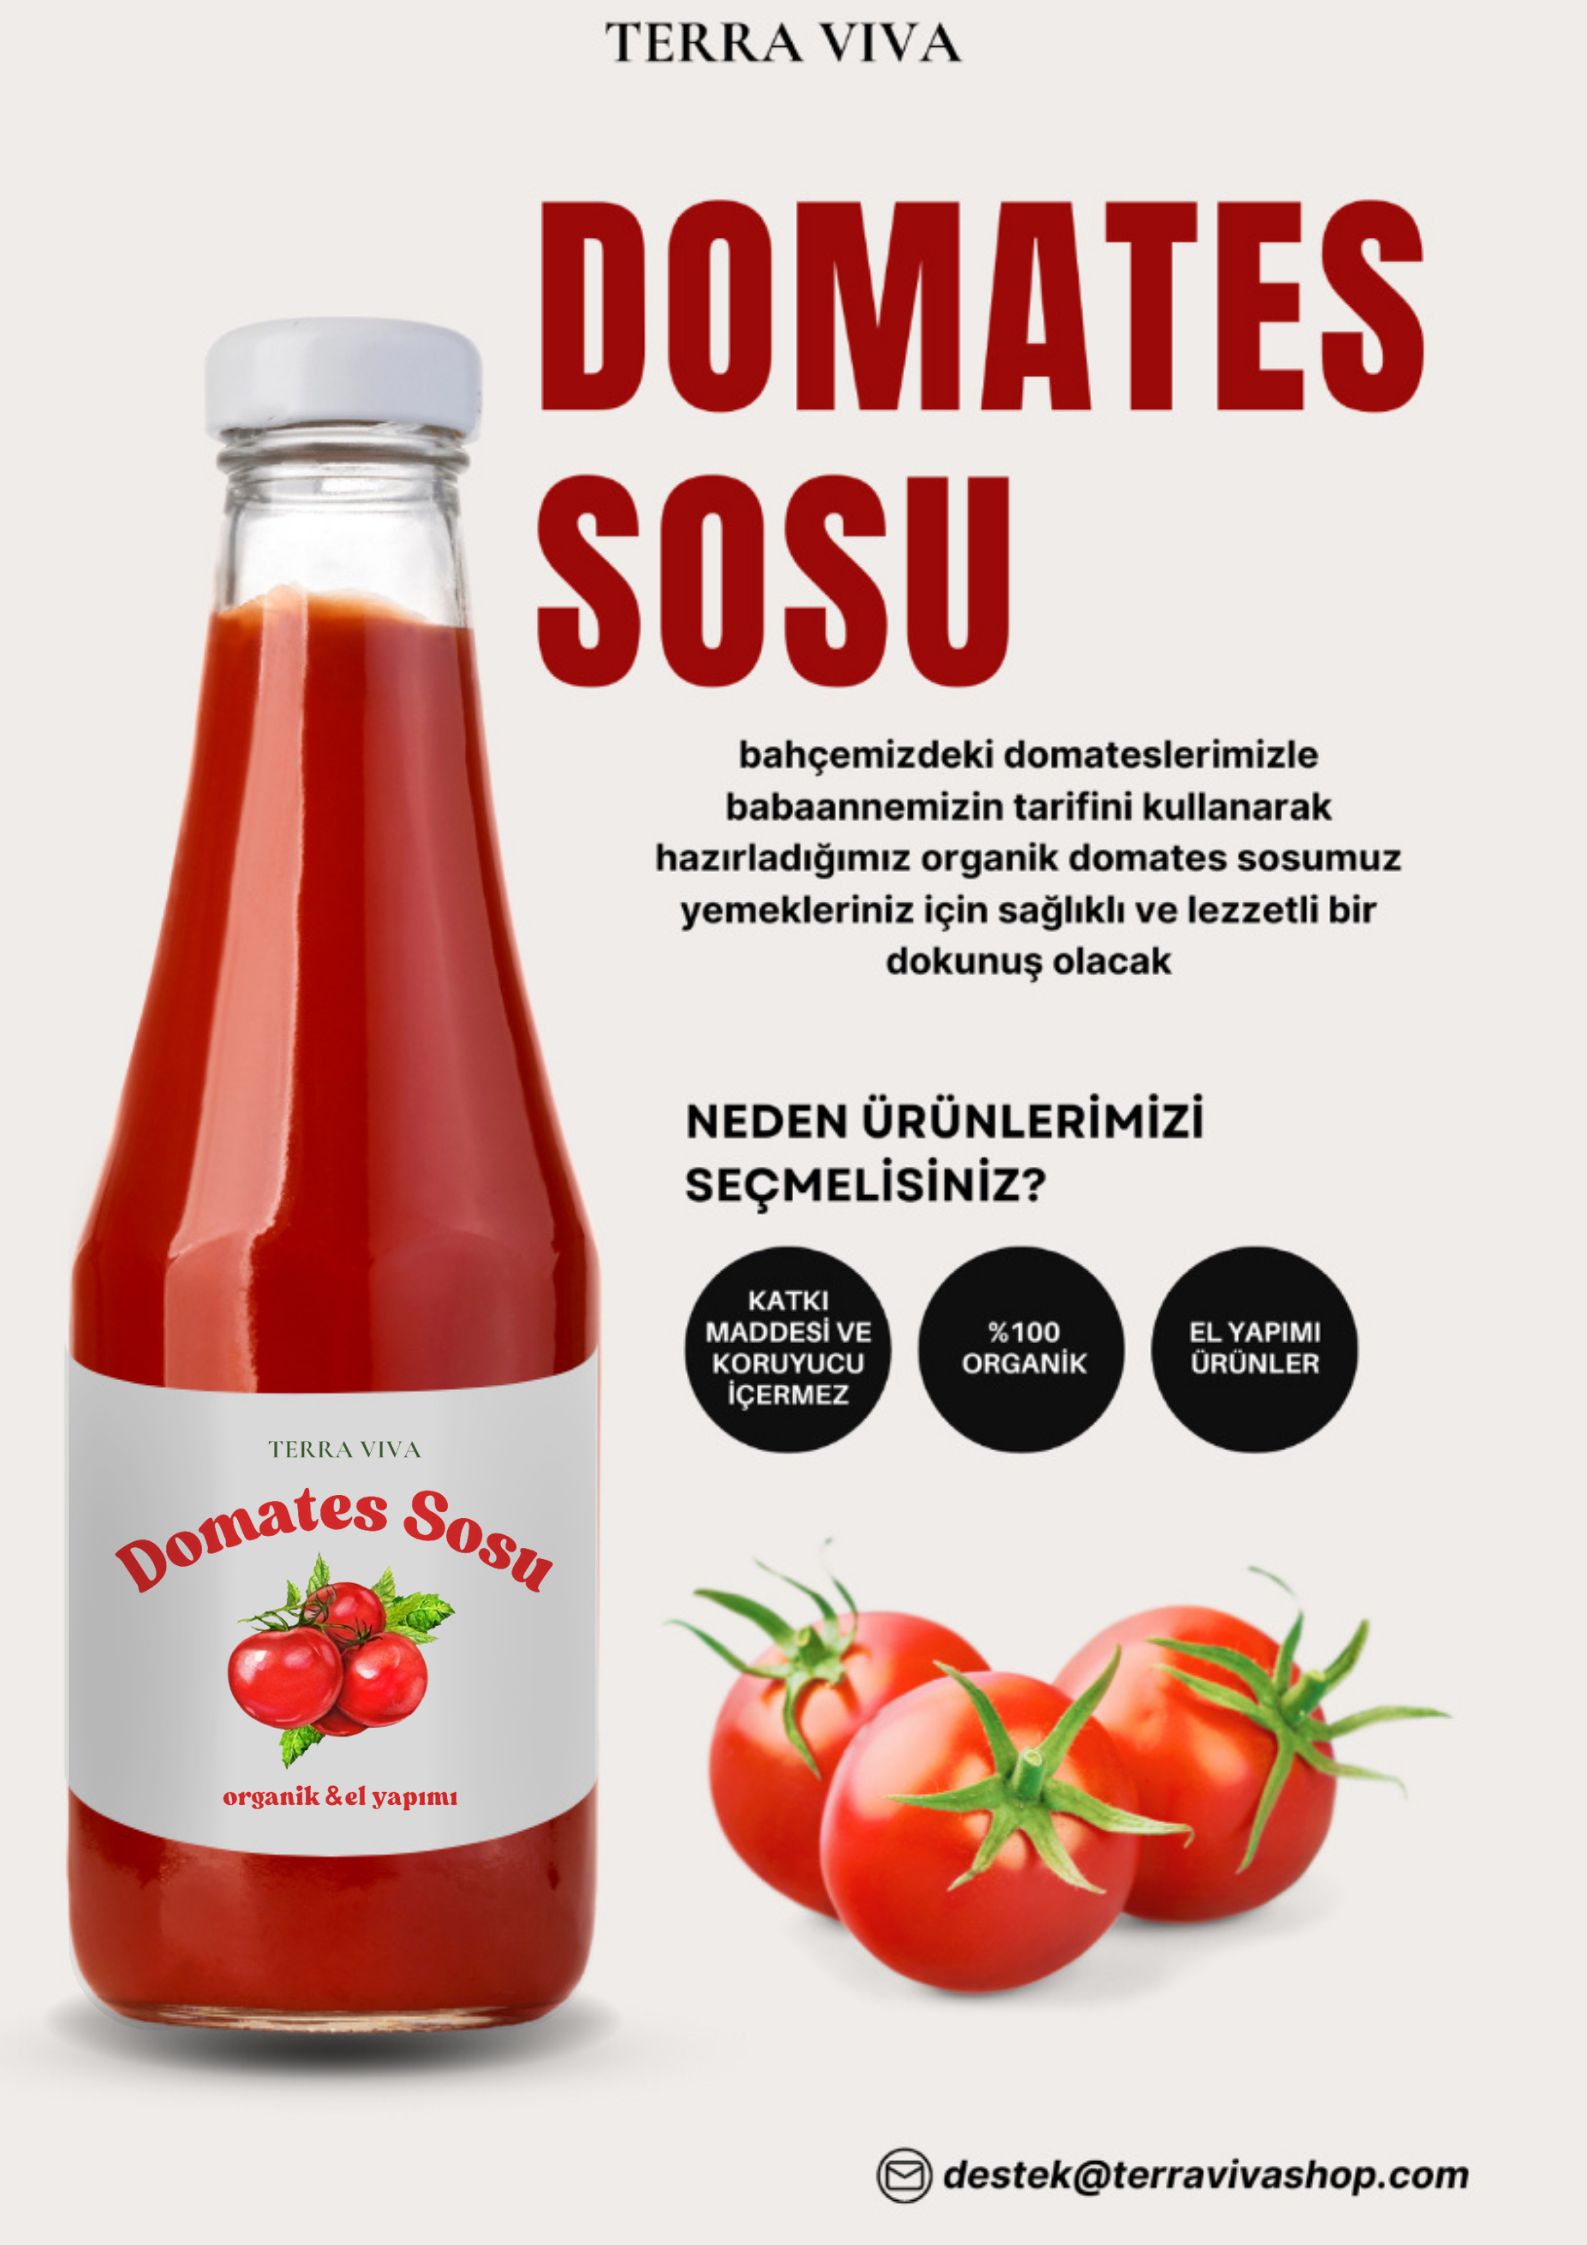 TERRA VIVA
DOMATES
SOSU
bahçemizdeki domateslerimizle
babaannemizin tarifini kullanarak
hazırladığımız organik domates sosumuz
yemekleriniz için sağlıklı ve lezzetli bir
dokunuş olacak
NEDEN ÜRÜNLERİMİZİ
SEÇMELİSİNİZ?
KATKI
MADDESİ VE
KORUYUCU
İÇERMEZ
%100
ORGANİK
EL YAPIMI
ÜRÜNLER
TERRA VIVA
Domates Sosu
organik &el yapımı
destek@terravivashop.com